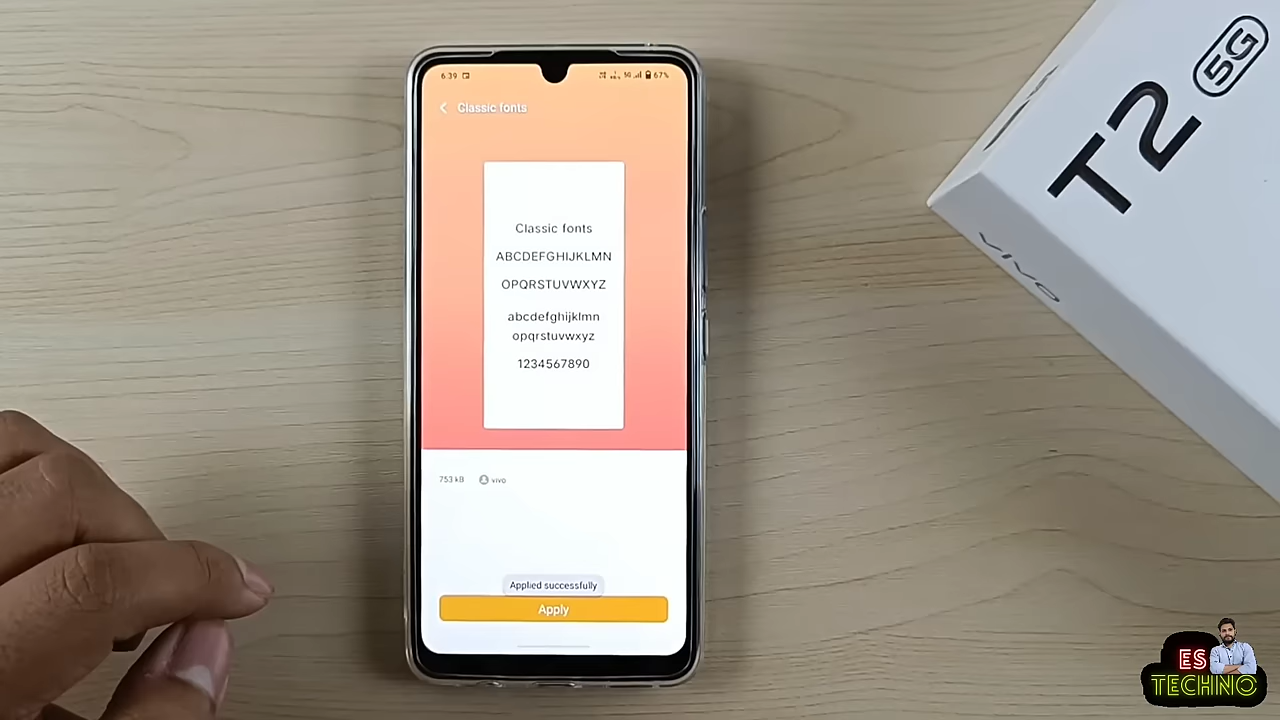 6.39
67%
Classic fonts
Classic fonts
ABCDEFGHIJKLMN
OPQRSTUVWXYZ
abcdefghijklmn
opqrstuvwxyz
1234567890
753 kB vivo
Applied successfully
Apply
T2 5G
vivo
ES
TECHNO